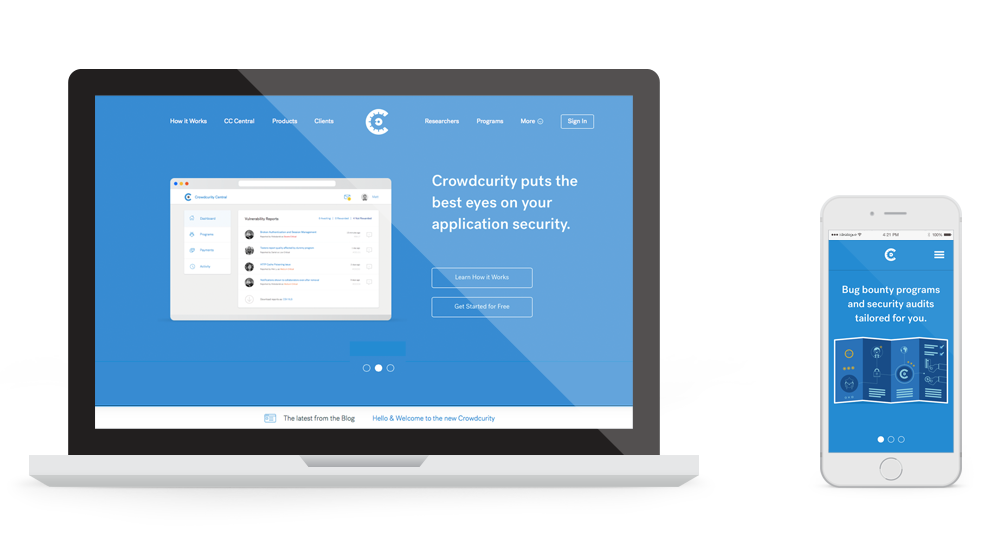 How it Works CC Central Products Clients Researchers Programs More Sign In
Crowdcurity Central
Dashboard
Programs
Payments
Vulnerability Reports
Crowdcurity puts the
best eyes on your
application security.
Learn How it Works
Get Started for Free
The latest from the Blog Hello & Welcome to the new Crowdcurity
4:21 PM 100%
Bug bounty programs
and security audits
tailored for you.